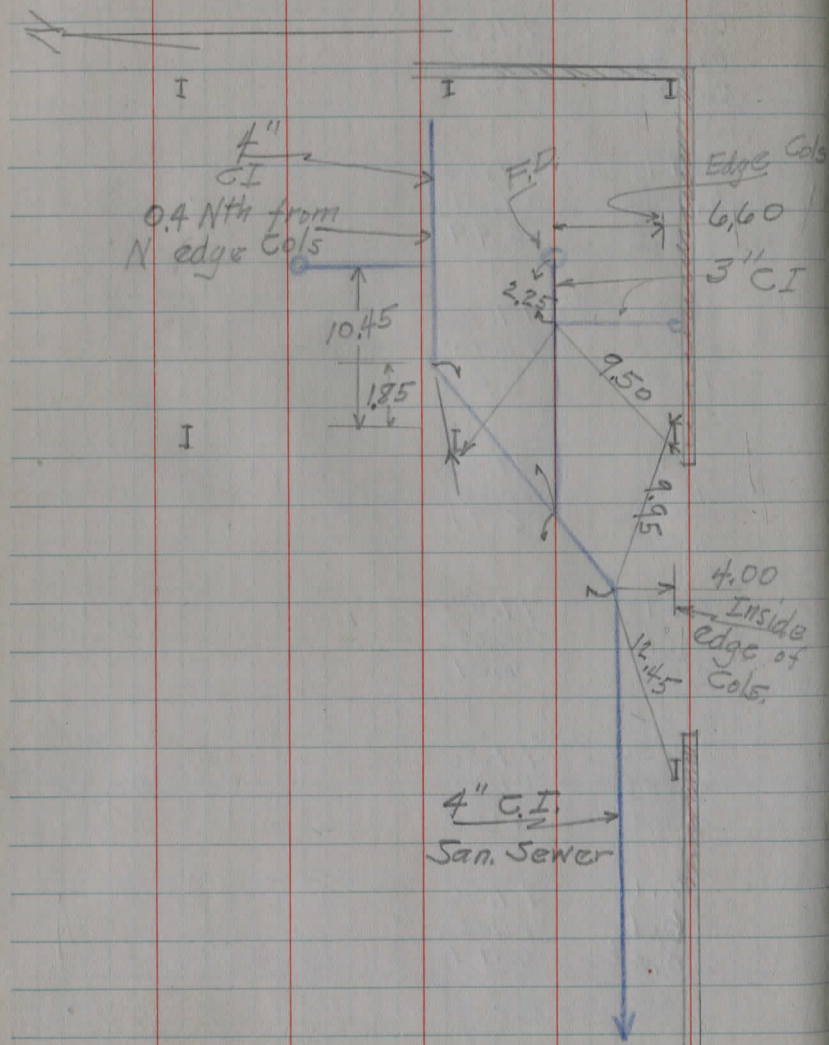 4"
CI
0.4 Nth from
N edge Cols
10.45
1.85
F.D.
2.25
Edge Cols
6.60
3" CI
9.50
9.95
4.00
Inside
edge of
Cols.
12.45
4" C.I.
San. Sewer